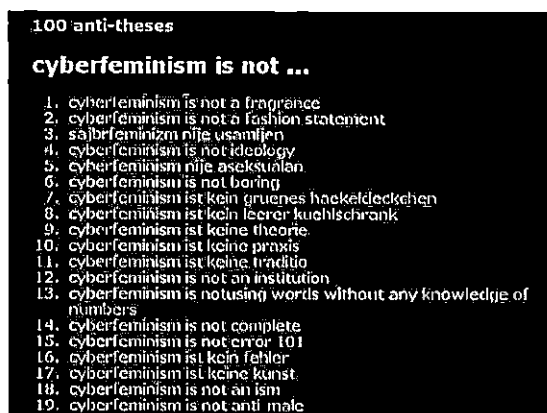 100 anti-theses
cyberfeminism is not ...
1. cyberfeminism is not a fragrance
2. cyberfeminism is not a fashion statement
3. sajbrfeminizm nije usamljen
4. cyberfeminism is not ideology
5. cyberfeminism nije aseksualan
6. cyberfeminism is not boring
7. cyberfeminism ist kein gruenes haekeldeckchen
8. cyberfeminism ist kein leerer kuehlschrank
9. cyberfeminism ist keine theorie
10. cyberfeminism ist keine praxis
11. cyberfeminism ist keine traditio
12. cyberfeminism is not an institution
13. cyberfeminism is notusing words without any knowledge of
numbers
14. cyberfeminism is not complete
15. cyberfeminism is not error 101
16. cyberfeminism ist kein fehler
17. cyberfeminism ist keine kunst
18. cyberfeminism is not an ism
19. cyberfeminism is not anti-male